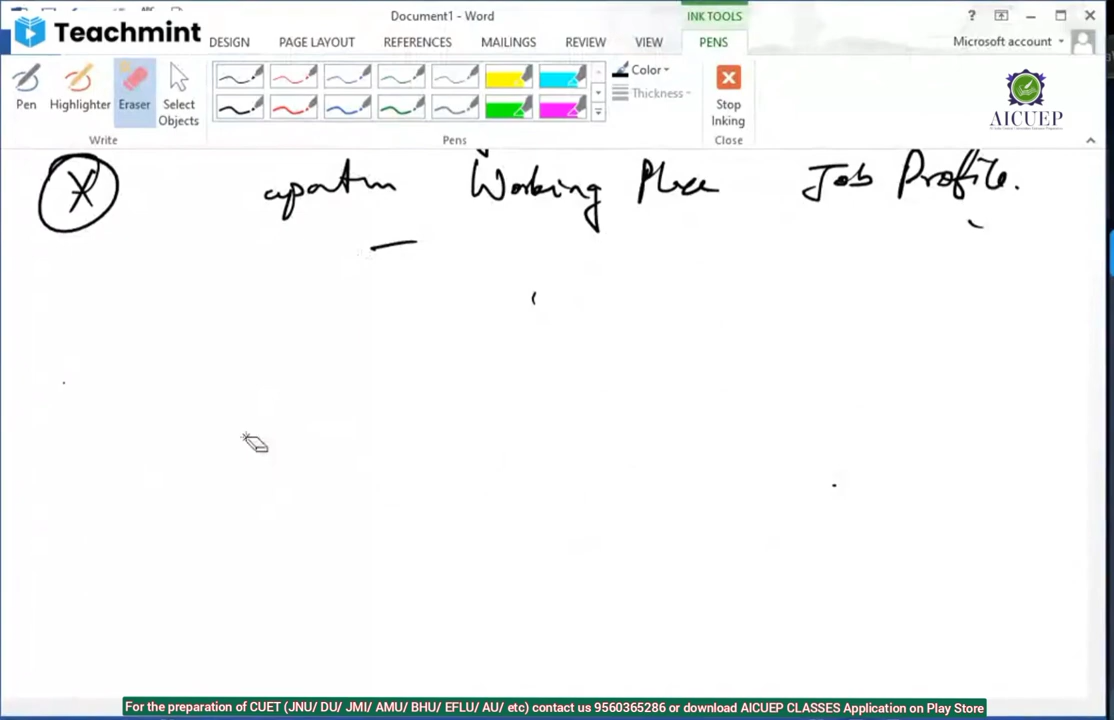 Document1 - Word
INK TOOLS
Teachmint
DESIGN PAGE LAYOUT REFERENCES MAILINGS REVIEW VIEW PENS
Microsoft account
Pen Highlighter Eraser Select Objects
Color
Thickness
Stop Inking
AICUEP
Write Pens Close
Working Place Job Profile.
For the preparation of CUET (JNU/ DU/ JMI/ AMU/ BHU/ EFLU/ AU/ etc) contact us 9560365286 or download AICUEP CLASSES Application on Play Store